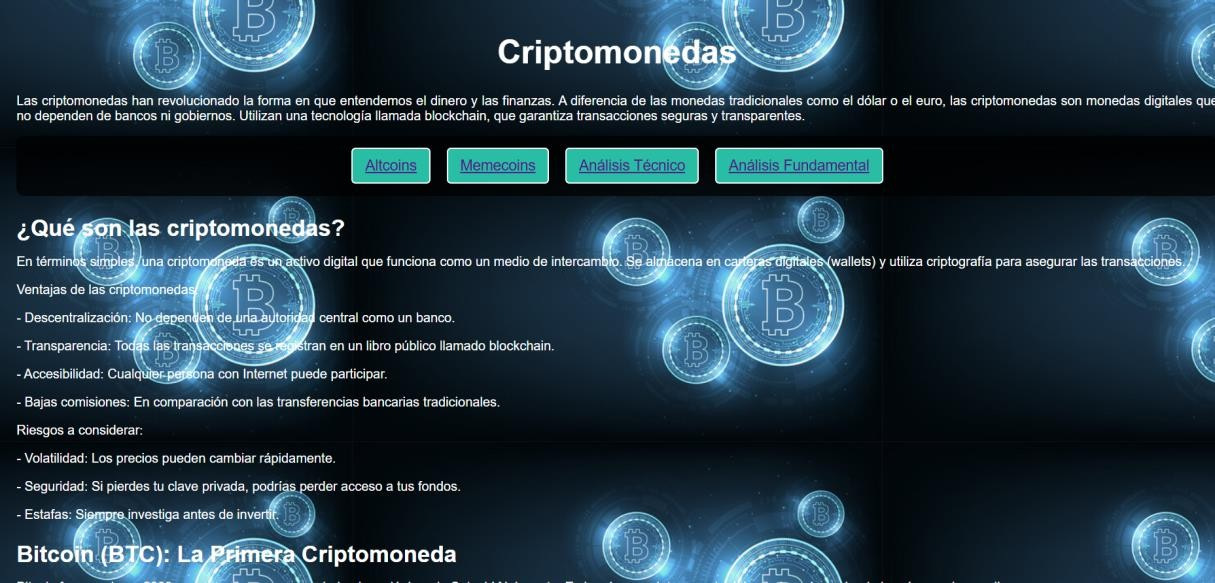 Criptomonedas
Las criptomonedas han revolucionado la forma en que entendemos el dinero y las finanzas. A diferencia de las monedas tradicionales como el dólar o el euro, las criptomonedas son monedas digitales que
no dependen de bancos ni gobiernos. Utilizan una tecnología llamada blockchain, que garantiza transacciones seguras y transparentes.
Altcoins Memecoins Análisis Técnico Análisis Fundamental
¿Qué son las criptomonedas?
En términos simples, una criptomoneda es un activo digital que funciona como un medio de intercambio. Se almacena en carteras digitales (wallets) y utiliza criptografía para asegurar las transacciones.
Ventajas de las criptomonedas:
- Descentralización: No dependen de una autoridad central como un banco.
- Transparencia: Todas las transacciones se registran en un libro público llamado blockchain.
- Accesibilidad: Cualquier persona con Internet puede participar.
- Bajas comisiones: En comparación con las transferencias bancarias tradicionales.
Riesgos a considerar:
- Volatilidad: Los precios pueden cambiar rápidamente.
- Seguridad: Si pierdes tu clave privada, podrías perder acceso a tus fondos.
- Estafas: Siempre investiga antes de invertir.
Bitcoin (BTC): La Primera Criptomoneda